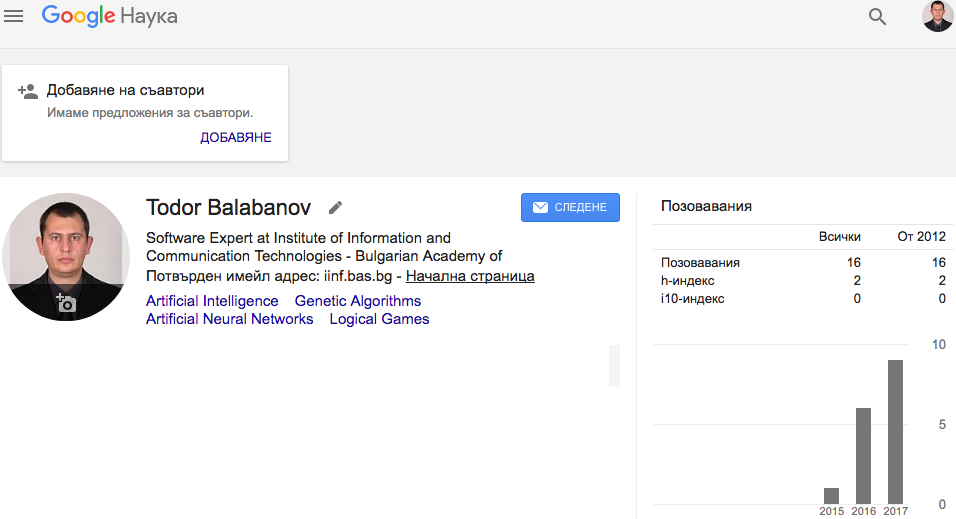 Google Наука
Добавяне на съавтори
Имаме предложения за съавтори.
ДОБАВЯНЕ
Todor Balabanov
СЛЕДЕНЕ
Software Expert at Institute of Information and
Communication Technologies - Bulgarian Academy of
Потвърден имейл адрес: iinf.bas.bg - Начална страница
Artificial Intelligence Genetic Algorithms
Artificial Neural Networks Logical Games
Позовавания
Всички От 2012
Позовавания 16 16
h-индекс 2 2
i10-индекс 0 0
10
5
0
2015 2016 2017